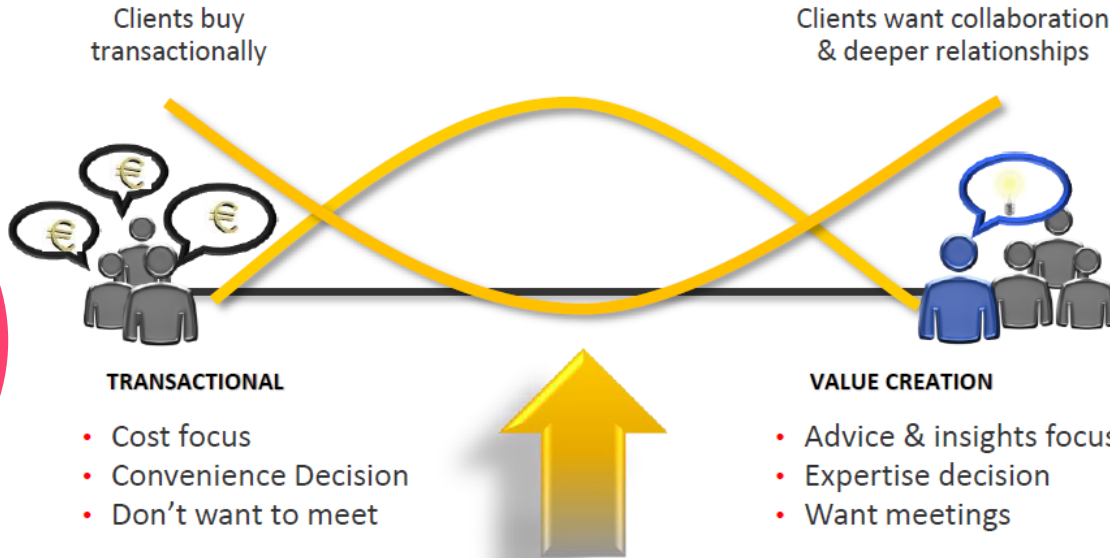 Clients buy
transactionally
Clients want collaboration
& deeper relationships
€
€
€
TRANSACTIONAL
• Cost focus
• Convenience Decision
• Don't want to meet
VALUE CREATION
• Advice & insights focus
• Expertise decision
• Want meetings